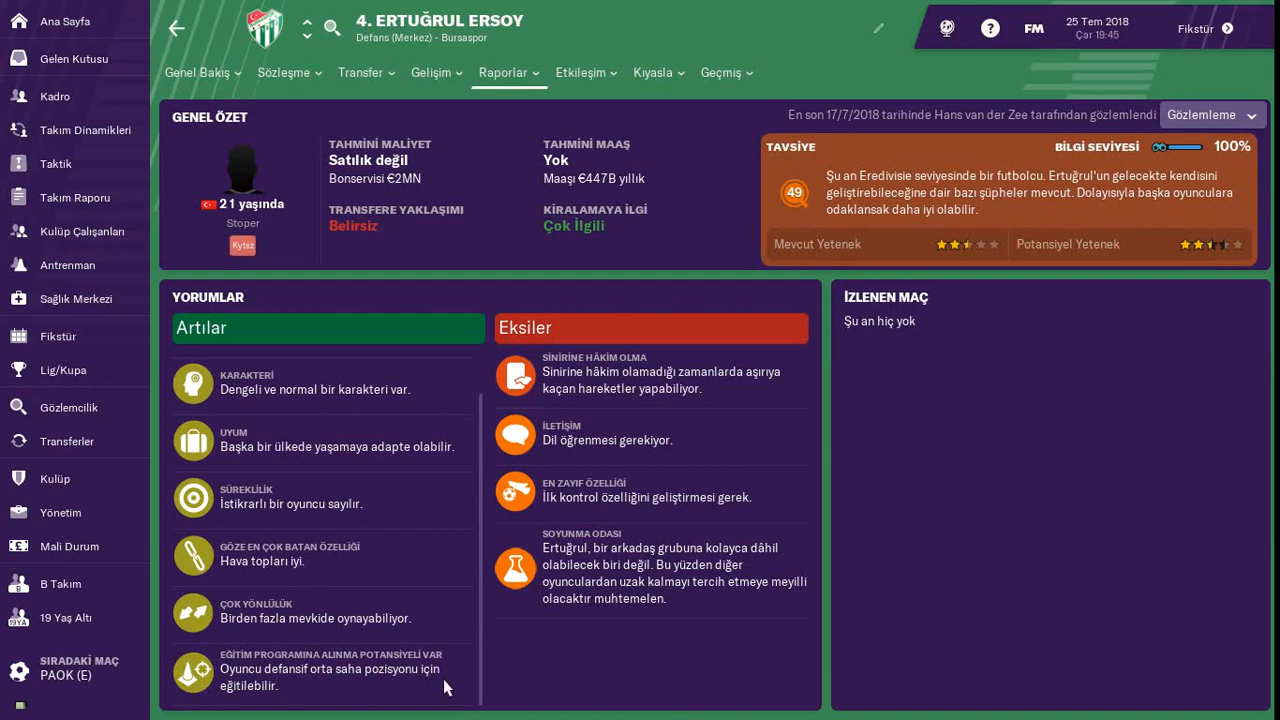 Ana Sayfa
Gelen Kutusu
Kadro
Takım Dinamikleri
Taktik
Takım Raporu
Kulüp Çalışanları
Antrenman
Sağlık Merkezi
Fikstür
Lig/Kupa
Gözlemcilik
Transferler
Kulüp
Yönetim
Mali Durum
B
B Takım
19YA
19 Yaş Altı
SIRADAKİ MAÇ
PAOK (E)
4. ERTUĞRUL ERSOY
Defans (Merkez) - Bursaspor
?
FM
25 Tem 2018
Çar 19:45
Fikstür
Genel Bakış
Sözleşme
Transfer
Gelişim
Raporlar
Etkileşim
Kıyasla
Geçmiş
GENEL ÖZET
En son 17/7/2018 tarihinde Hans van der Zee tarafından gözlemlendi
Gözlemleme
21 yaşında
Stoper
Kytsz
TAHMİNİ MALİYET
Satılık değil
Bonservisi €2MN
TRANSFERE YAKLAŞIMI
Belirsiz
TAHMİNİ MAAŞ
Yok
Maaşı €447B yıllık
KİRALAMAYA İLGİ
Çok İlgili
TAVSİYE
BİLGİ SEVİYESİ
100%
49
Şu an Eredivisie seviyesinde bir futbolcu. Ertuğrul'un gelecekte kendisini
geliştirebileceğine dair bazı şüpheler mevcut. Dolayısıyla başka oyunculara
odaklansak daha iyi olabilir.
Mevcut Yetenek
Potansiyel Yetenek
YORUMLAR
Artılar
KARAKTERİ
Dengeli ve normal bir karakteri var.
UYUM
Başka bir ülkede yaşamaya adapte olabilir.
SÜREKLİLİK
İstikrarlı bir oyuncu sayılır.
GÖZE EN ÇOK BATAN ÖZELLİĞİ
Hava topları iyi.
ÇOK YÖNLÜLÜK
Birden fazla mevkide oynayabiliyor.
EĞİTİM PROGRAMINA ALINMA POTANSİYELİ VAR
Oyuncu defansif orta saha pozisyonu için
eğitilebilir.
Eksiler
SİNİRİNE HÂKİM OLMA
Sinirine hâkim olamadığı zamanlarda aşırıya
kaçan hareketler yapabiliyor.
İLETİŞİM
Dil öğrenmesi gerekiyor.
EN ZAYIF ÖZELLİĞİ
İlk kontrol özelliğini geliştirmesi gerek.
SOYUNMA ODASI
Ertuğrul, bir arkadaş grubuna kolayca dâhil
olabilecek biri değil. Bu yüzden diğer
oyunculardan uzak kalmayı tercih etmeye meyilli
olacaktır muhtemelen.
İZLENEN MAÇ
Şu an hiç yok